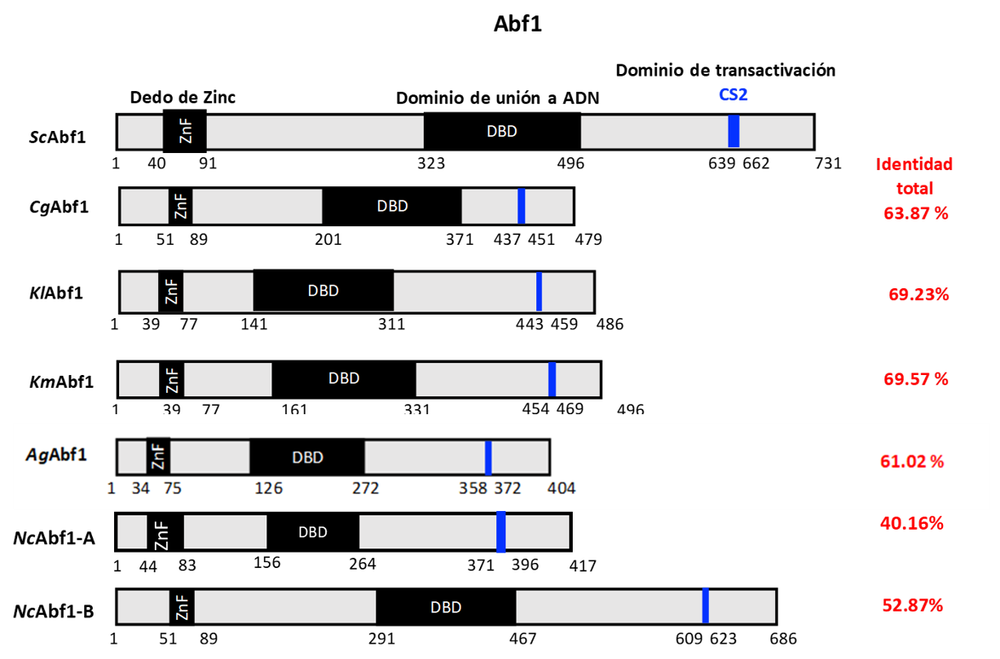 Abf1
Dominio de transactivación
CS2
Dedo de Zinc
Dominio de unión a ADN
ScAbf1
ZnF
DBD
1 40 91 323 496 639 662 731
Identidad
total
CgAbf1
ZnF
DBD
63.87 %
1 51 89 201 371 437 451 479
KlAbf1
ZnF
DBD
69.23%
1 39 77 141 311 443 459 486
KmAbf1
ZnF
DBD
69.57 %
1 39 77 161 331 454 469 496
AgAbf1
ZnF
DBD
61.02 %
1 34 75 126 272 358 372 404
NcAbf1-A
ZnF
DBD
40.16%
1 44 83 156 264 371 396 417
NcAbf1-B
ZnF
DBD
52.87%
1 51 89 291 467 609 623 686